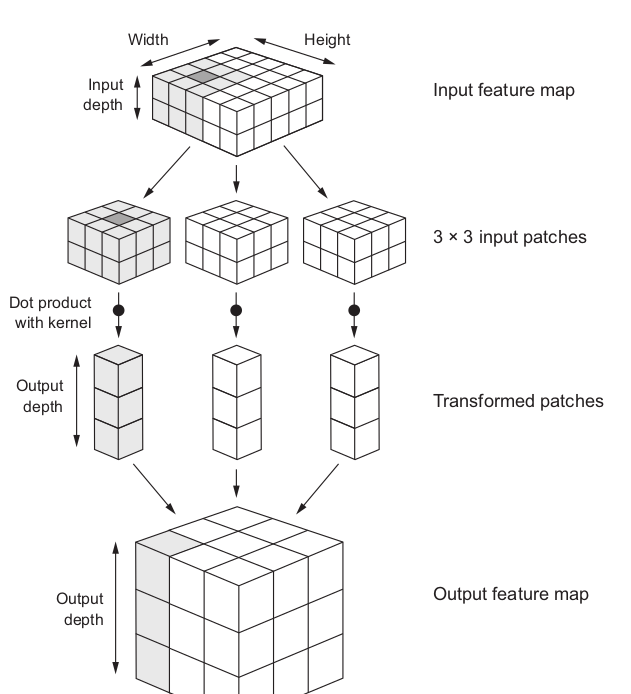 Width
Height
Input
depth
Input feature map
3 × 3 input patches
Dot product
with kernel
Output
depth
Transformed patches
Output
depth
Output feature map